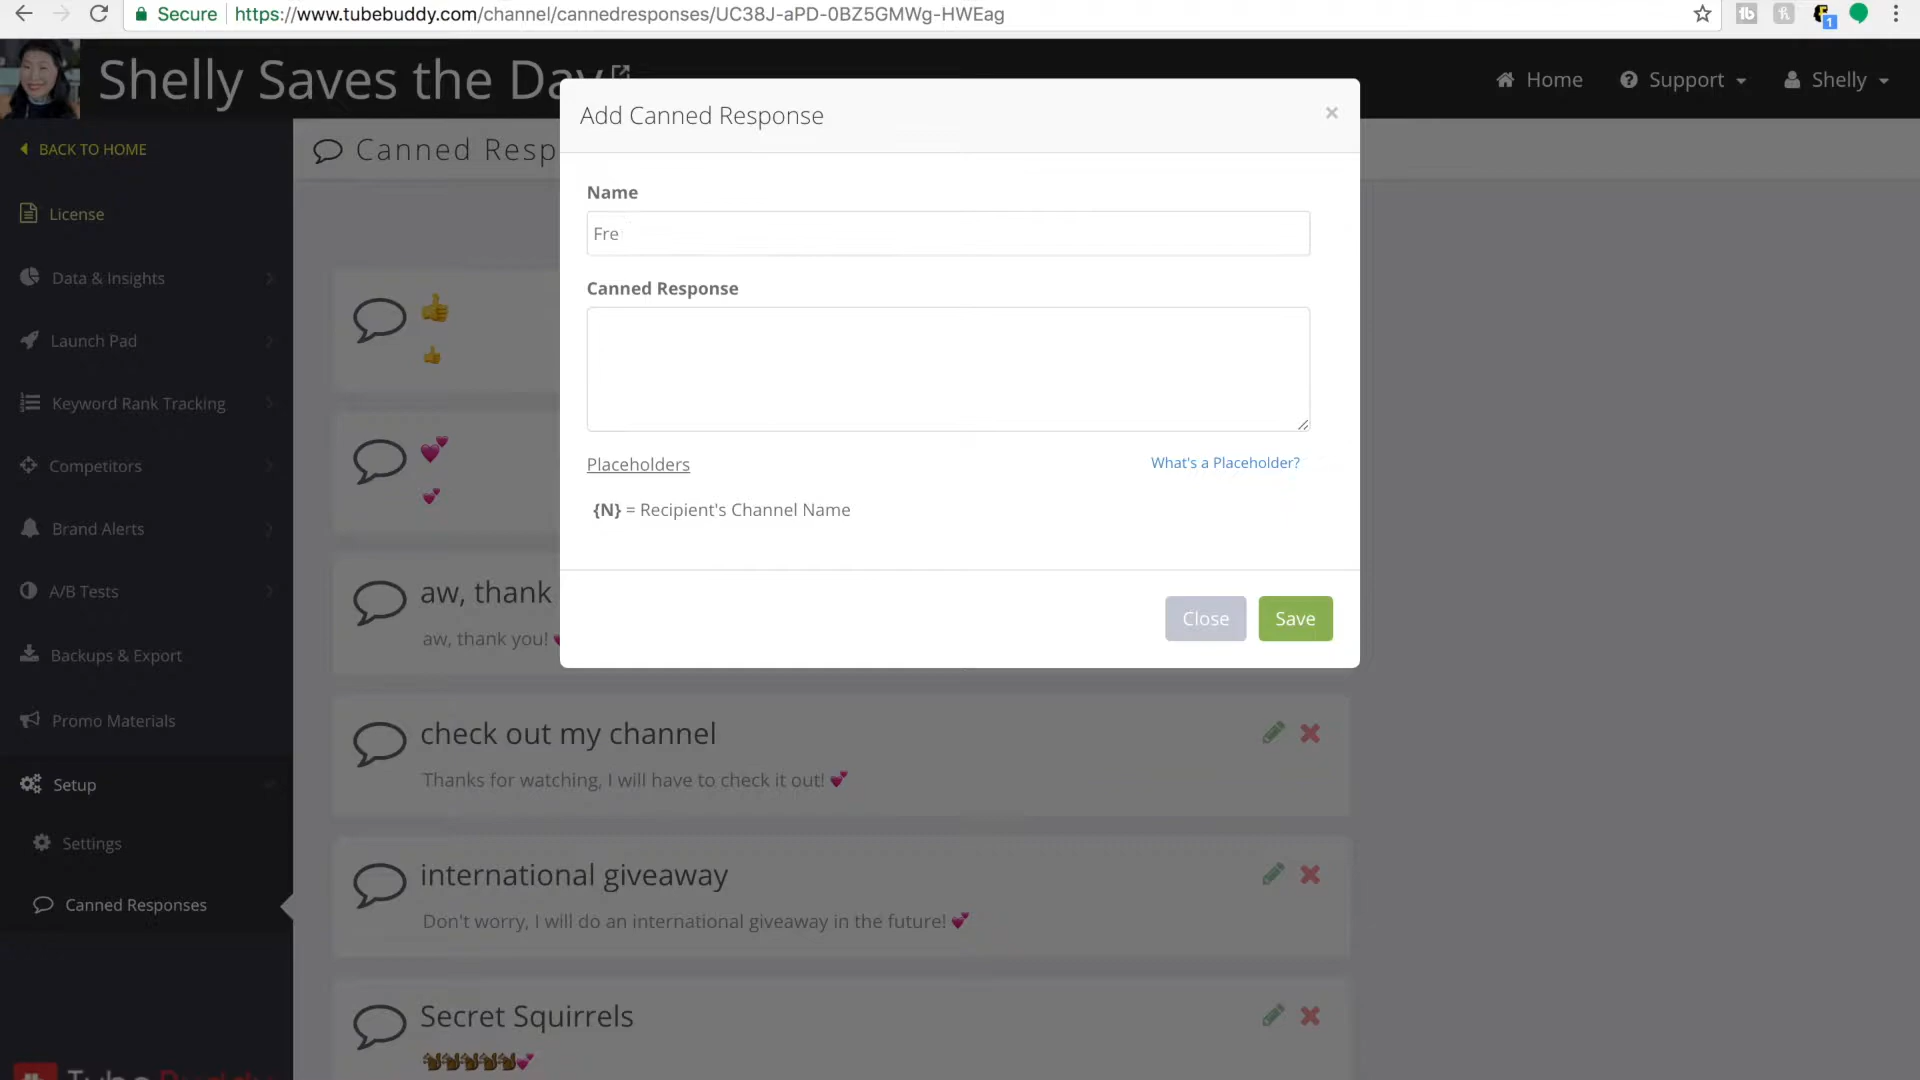 Secure https://www.tubebuddy.com/channel/cannedresponses/UC38J-aPD-0BZ5GMWg-HWEag
1
Shelly Saves the Day
Home
Support
Shelly
BACK TO HOME
License
Data & Insights
Launch Pad
Keyword Rank Tracking
Competitors
Brand Alerts
A/B Tests
Backups & Export
Promo Materials
Setup
Settings
Canned Responses
Canned Resp
Add Canned Response
×
Name
Fre
Canned Response
Placeholders
What's a Placeholder?
{N} = Recipient's Channel Name
Close
Save
👍
👍
💕
💕
aw, thank
aw, thank you!
check out my channel
Thanks for watching, I will have to check it out! 💕
international giveaway
Don't worry, I will do an international giveaway in the future! 💕
Secret Squirrels
🐿🐿🐿🐿🐿💕